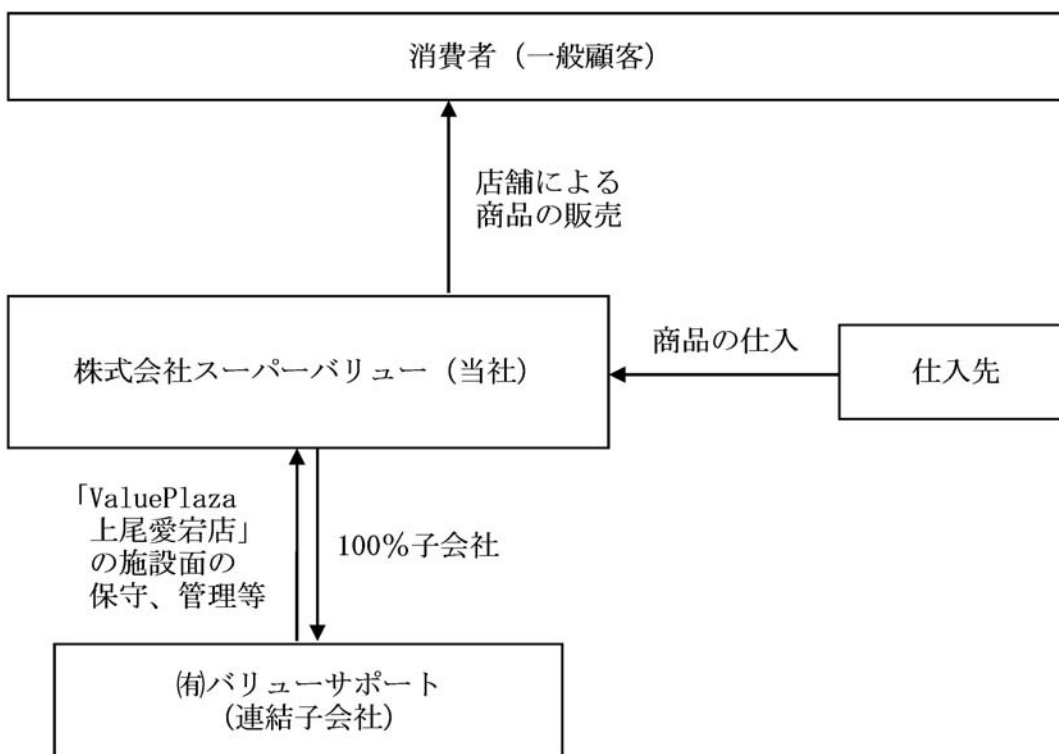 消費者（一般顧客）
店舗による
商品の販売
株式会社スーパーバリュー（当社）
商品の仕入
仕入先
「ValuePlaza
上尾愛宕店」
の施設面の
保守、管理等
100％子会社
㈲バリューサポート
（連結子会社）